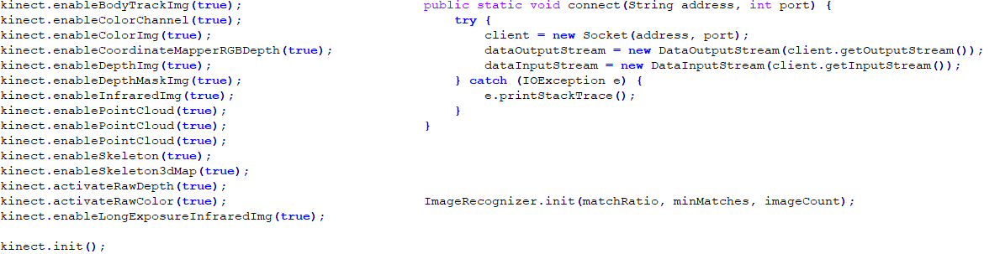 kinect.enableBodyTrackImg(true);
kinect.enableColorChannel(true);
kinect.enableColorImg(true);
kinect.enableCoordinateMapperRGBDepth(true);
kinect.enableDepthImg(true);
kinect.enableDepthMaskImg(true);
kinect.enableInfraredImg(true);
kinect.enablePointCloud(true);
kinect.enablePointCloud(true);
kinect.enablePointCloud(true);
kinect.enableSkeleton(true);
kinect.enableSkeleton3dMap(true);
kinect.activateRawDepth(true);
kinect.activateRawColor(true);
kinect.enableLongExposureInfraredImg(true);
kinect.init();
public static void connect(String address, int port) {
try {
client = new Socket(address, port);
dataOutputStream = new DataOutputStream(client.getOutputStream());
dataInputStream = new DataInputStream(client.getInputStream());
} catch (IOException e) {
e.printStackTrace();
}
}
ImageRecognizer.init(matchRatio, minMatches, imageCount);